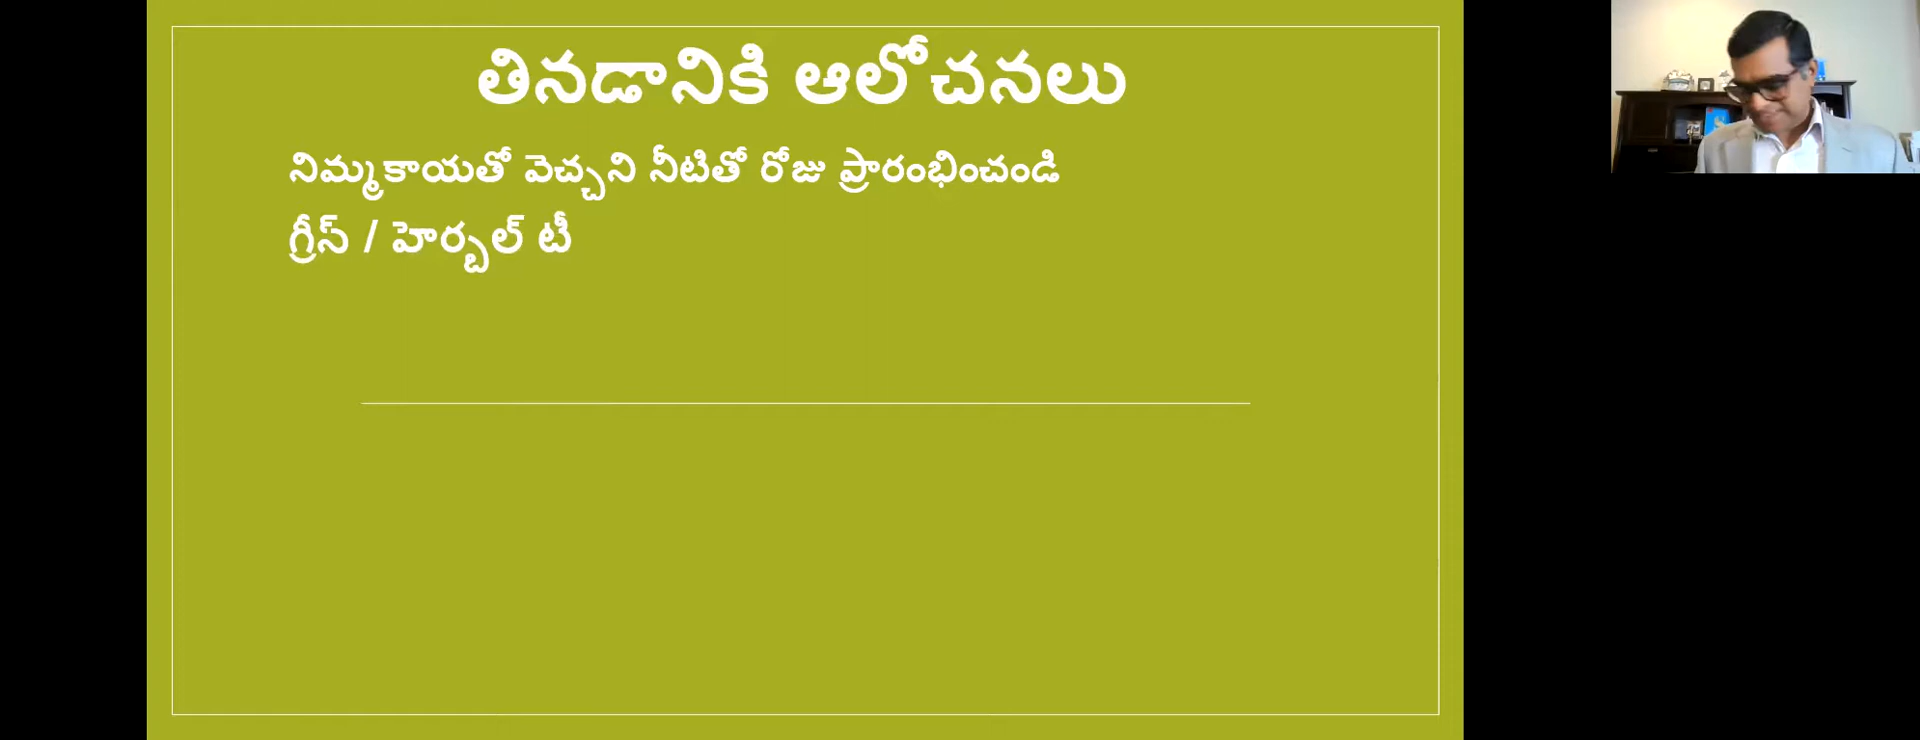 తినడానికి ఆలోచనలు
నిమ్మకాయతో వెచ్చని నీటితో రోజు ప్రారంభించండి
గ్రీస్ / హెర్బల్ టీ